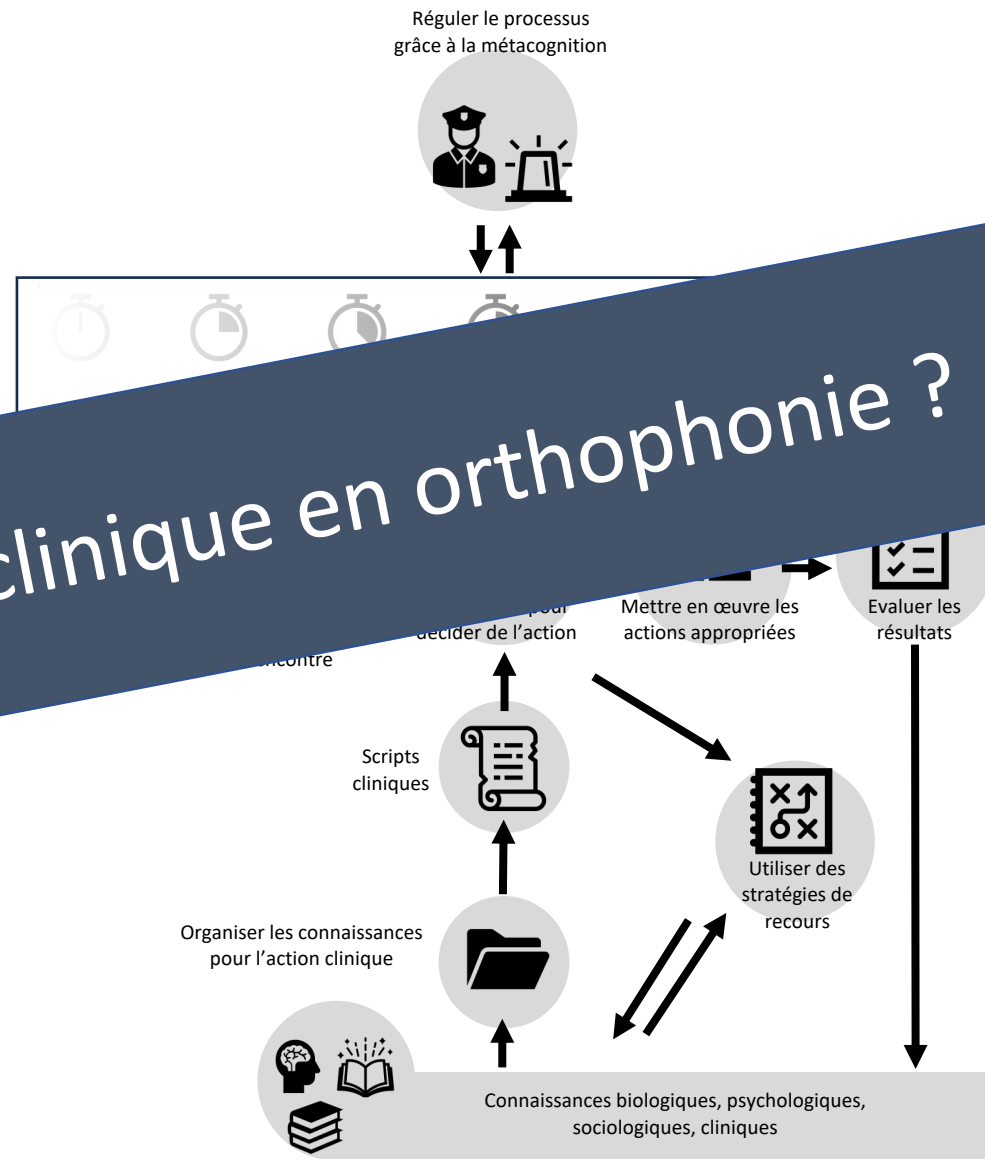 Réguler le processus
grâce à la métacognition
clinique en orthophonie ?
pour
décider de l'action
Mettre en œuvre les
actions appropriées
Evaluer les
résultats
Scripts
cliniques
Utiliser des
stratégies de
recours
Organiser les connaissances
pour l'action clinique
Connaissances biologiques, psychologiques,
sociologiques, cliniques